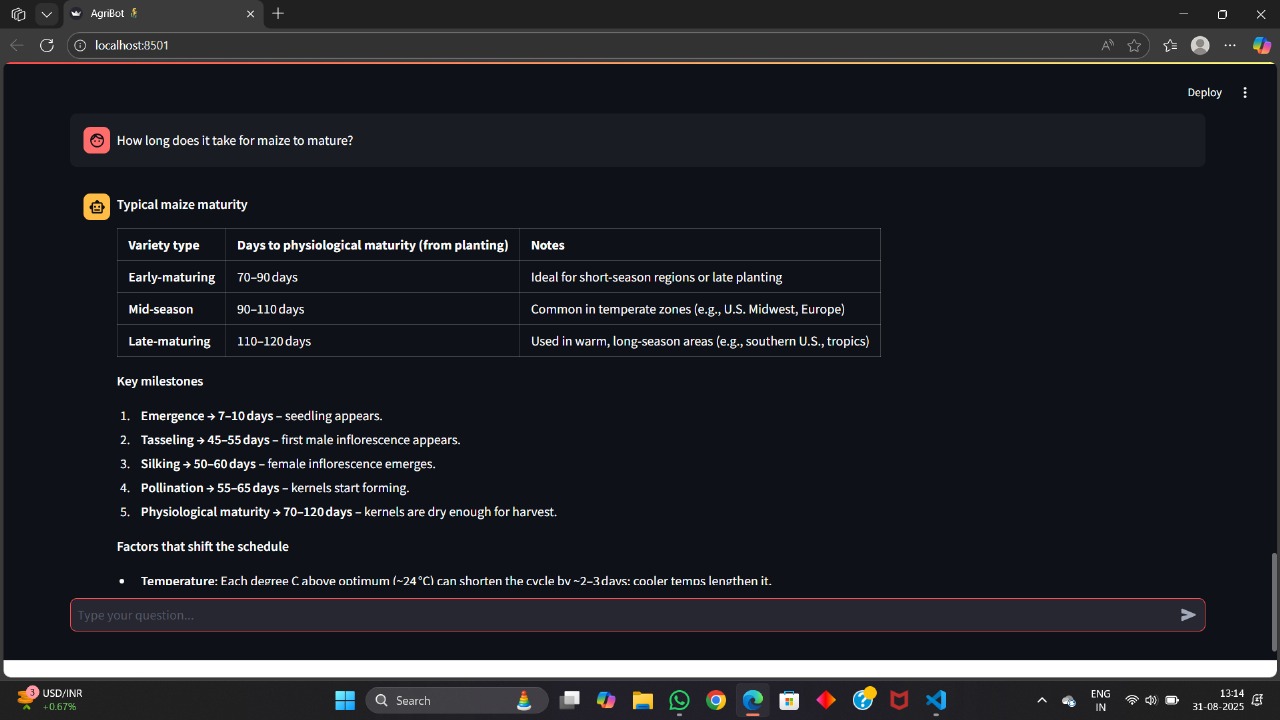 AgriBot
localhost:8501
Deploy
How long does it take for maize to mature?
Typical maize maturity
Variety type Days to physiological maturity (from planting) Notes
Early-maturing 70–90 days Ideal for short-season regions or late planting
Mid-season 90–110 days Common in temperate zones (e.g., U.S. Midwest, Europe)
Late-maturing 110–120 days Used in warm, long-season areas (e.g., southern U.S., tropics)
Key milestones
1. Emergence → 7–10 days – seedling appears.
2. Tasseling → 45–55 days – first male inflorescence appears.
3. Silking → 50–60 days – female inflorescence emerges.
4. Pollination → 55–65 days – kernels start forming.
5. Physiological maturity → 70–120 days – kernels are dry enough for harvest.
Factors that shift the schedule
• Temperature: Each degree C above optimum (~24 °C) can shorten the cycle by ~2–3 days; cooler temps lengthen it.
Type your question...
3 USD/INR
+0.67%
Search
ENG
IN
13:14
31-08-2025